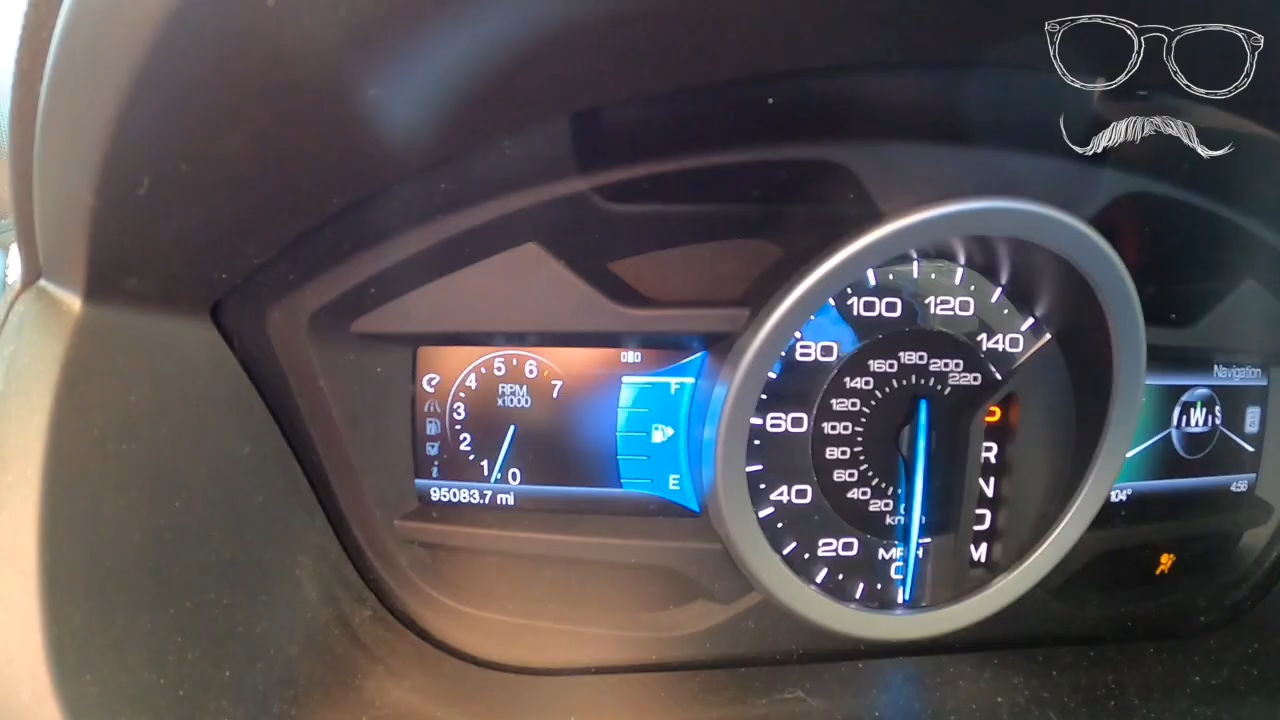 4 5 6 7
RPM
x1000
3
2
1 0
F
E
95083.7 mi
100 120
80 140
60
40
20
MPH
0
160 180 200
140 220
120
100
80
60
40
20
P
R
N
D
M
Navigation
W
104° 4:56